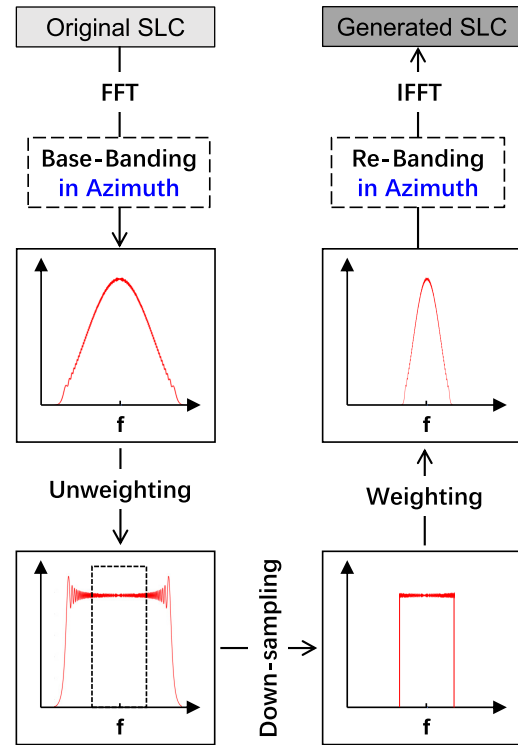 Original SLC
Generated SLC
FFT
IFFT
Base-Banding
in Azimuth
Re-Banding
in Azimuth
f
f
Unweighting
Weighting
Down-sampling
f
f